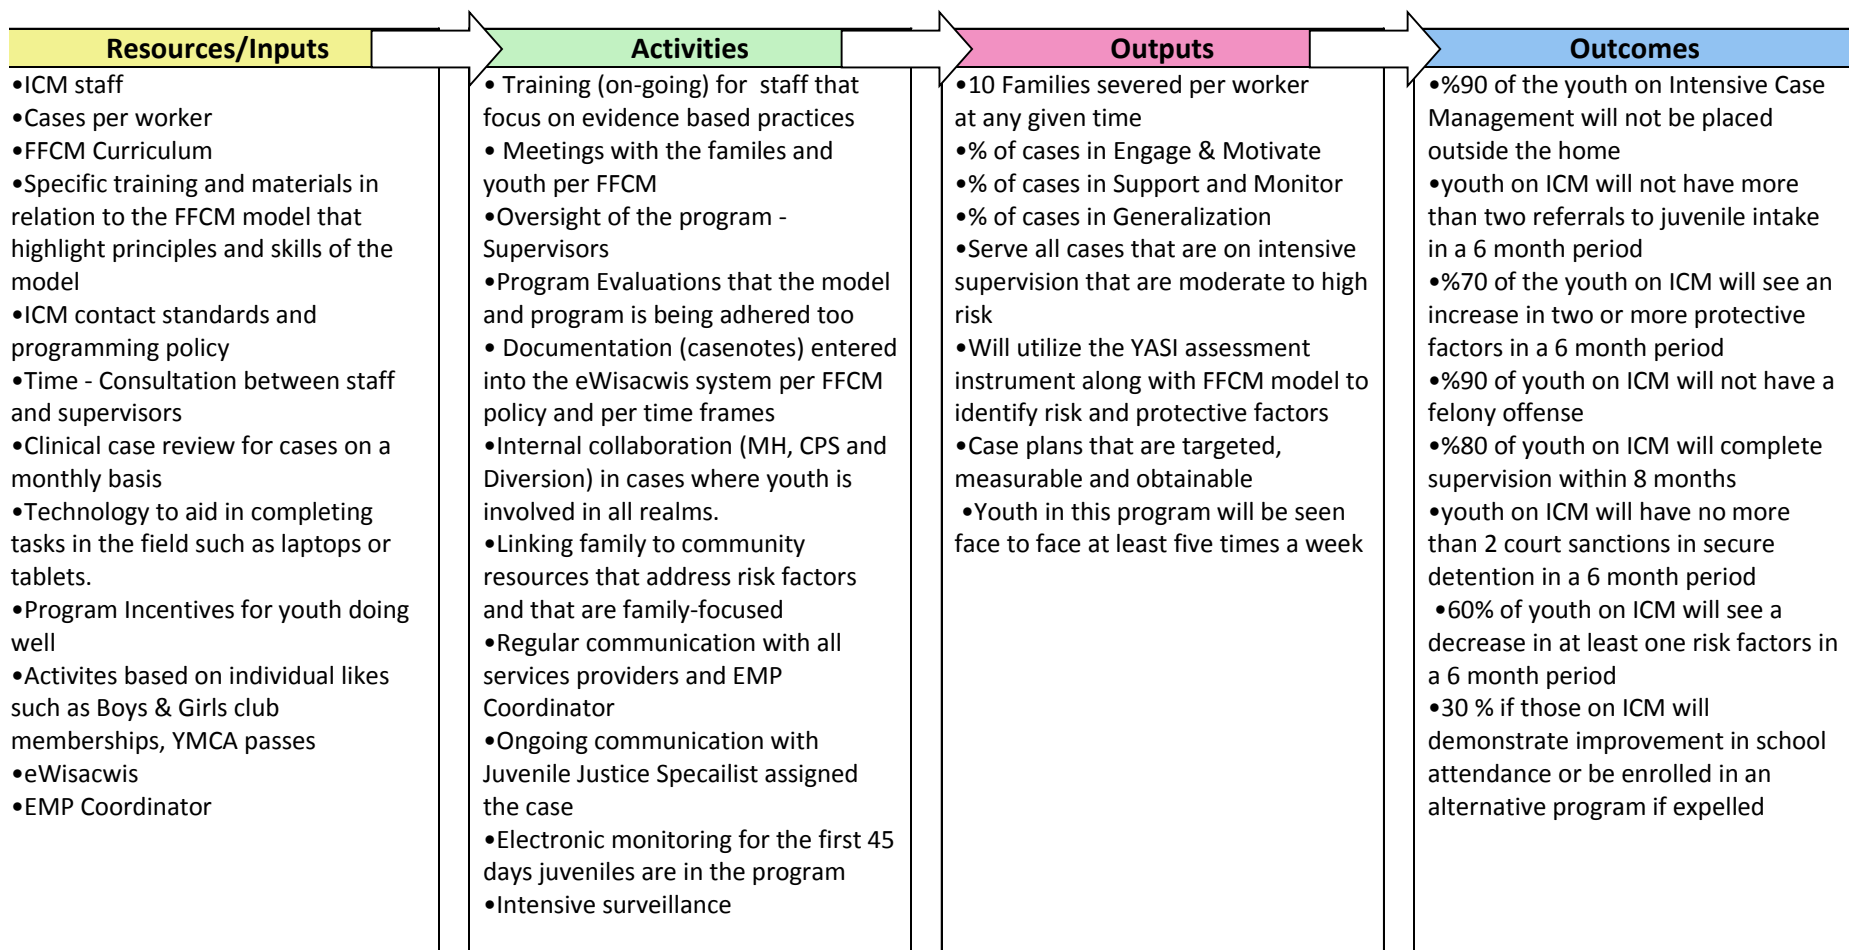 Resources/Inputs
•ICM staff
•Cases per worker
•FFCM Curriculum
•Specific training and materials in
relation to the FFCM model that
highlight principles and skills of the
model
•ICM contact standards and
programming policy
•Time - Consultation between staff
and supervisors
•Clinical case review for cases on a
monthly basis
•Technology to aid in completing
tasks in the field such as laptops or
tablets.
•Program Incentives for youth doing
well
•Activites based on individual likes
such as Boys & Girls club
memberships, YMCA passes
•eWisacwis
•EMP Coordinator
Activities
• Training (on-going) for  staff that
focus on evidence based practices
• Meetings with the familes and
youth per FFCM
•Oversight of the program -
Supervisors
•Program Evaluations that the model
and program is being adhered too
• Documentation (casenotes) entered
into the eWisacwis system per FFCM
policy and per time frames
•Internal collaboration (MH, CPS and
Diversion) in cases where youth is
involved in all realms.
•Linking family to community
resources that address risk factors
and that are family-focused
•Regular communication with all
services providers and EMP
Coordinator
•Ongoing communication with
Juvenile Justice Specailist assigned
the case
•Electronic monitoring for the first 45
days juveniles are in the program
•Intensive surveillance
Outputs
•10 Families severed per worker
at any given time
•% of cases in Engage & Motivate
•% of cases in Support and Monitor
•% of cases in Generalization
•Serve all cases that are on intensive
supervision that are moderate to high
risk
•Will utilize the YASI assessment
instrument along with FFCM model to
identify risk and protective factors
•Case plans that are targeted,
measurable and obtainable
•Youth in this program will be seen
face to face at least five times a week
Outcomes
•%90 of the youth on Intensive Case
Management will not be placed
outside the home
•youth on ICM will not have more
than two referrals to juvenile intake
in a 6 month period
•%70 of the youth on ICM will see an
increase in two or more protective
factors in a 6 month period
•%90 of youth on ICM will not have a
felony offense
•%80 of youth on ICM will complete
supervision within 8 months
•youth on ICM will have no more
than 2 court sanctions in secure
detention in a 6 month period
•60% of youth on ICM will see a
decrease in at least one risk factors in
a 6 month period
•30 % if those on ICM will
demonstrate improvement in school
attendance or be enrolled in an
alternative program if expelled